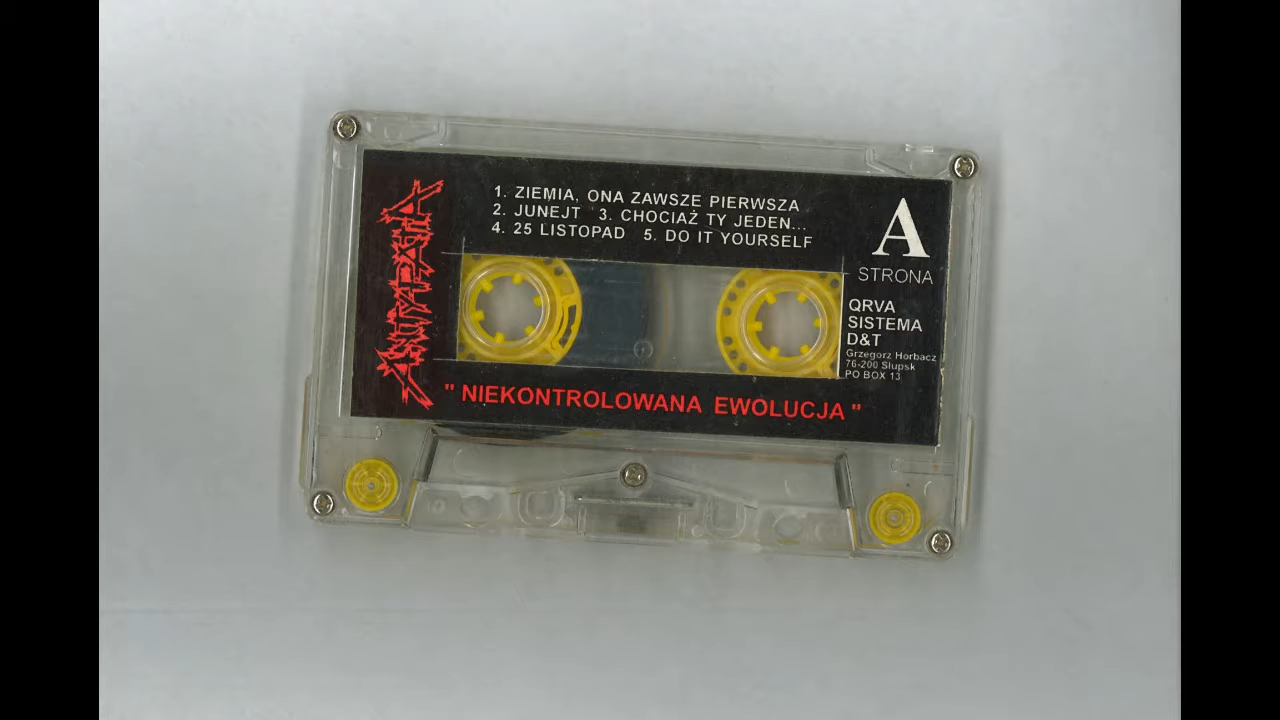 ANTYPATIA
1. ZIEMIA, ONA ZAWSZE PIERWSZA
2. JUNEJT 3. CHOCIAŻ TY JEDEN...
4. 25 LISTOPAD 5. DO IT YOURSELF
A
STRONA
QRVA
SISTEMA
D&T
Grzegorz Horbacz
76-200 Słupsk
PO BOX 13
" NIEKONTROLOWANA EWOLUCJA "